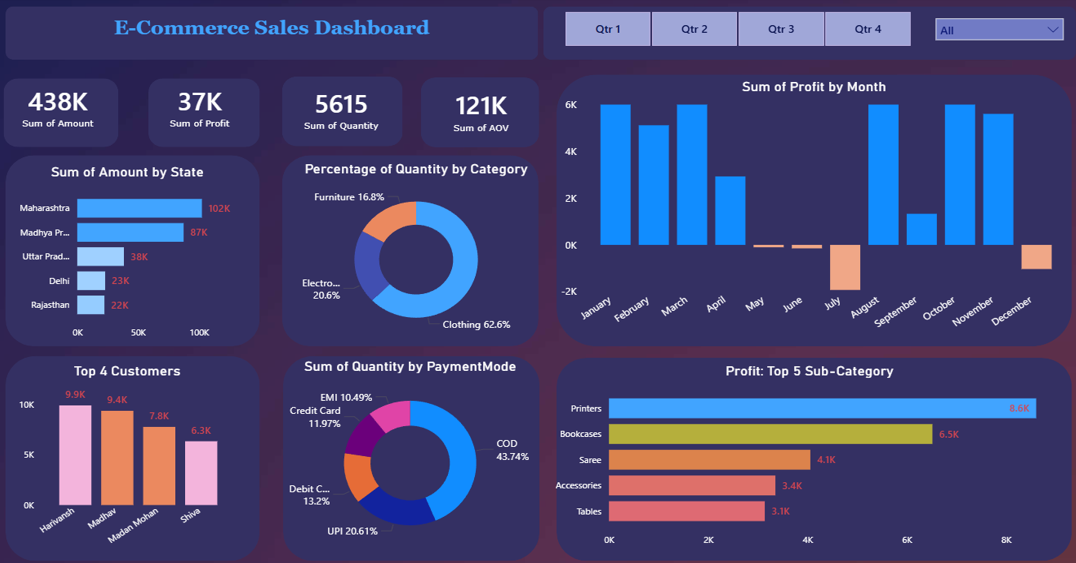 E-Commerce Sales Dashboard
Qtr 1
Qtr 2
Qtr 3
Qtr 4
All
438K
Sum of Amount
37K
Sum of Profit
5615
Sum of Quantity
121K
Sum of AOV
Sum of Amount by State
Maharashtra
102K
Madhya Pr...
87K
Uttar Prad...
38K
Delhi
23K
Rajasthan
22K
0K
50K
100K
Percentage of Quantity by Category
Furniture 16.8%
Electro...
20.6%
Clothing 62.6%
Sum of Profit by Month
6K
4K
2K
0K
-2K
January
February
March
April
May
June
July
August
September
October
November
December
Top 4 Customers
10K
5K
0K
9.9K
9.4K
7.8K
6.3K
Harivansh
Madhav
Madan Mohan
Shiva
Sum of Quantity by PaymentMode
EMI 10.49%
Credit Card
11.97%
COD
43.74%
Debit C...
13.2%
UPI 20.61%
Profit: Top 5 Sub-Category
Printers
8.6K
Bookcases
6.5K
Saree
4.1K
Accessories
3.4K
Tables
3.1K
0K
2K
4K
6K
8K